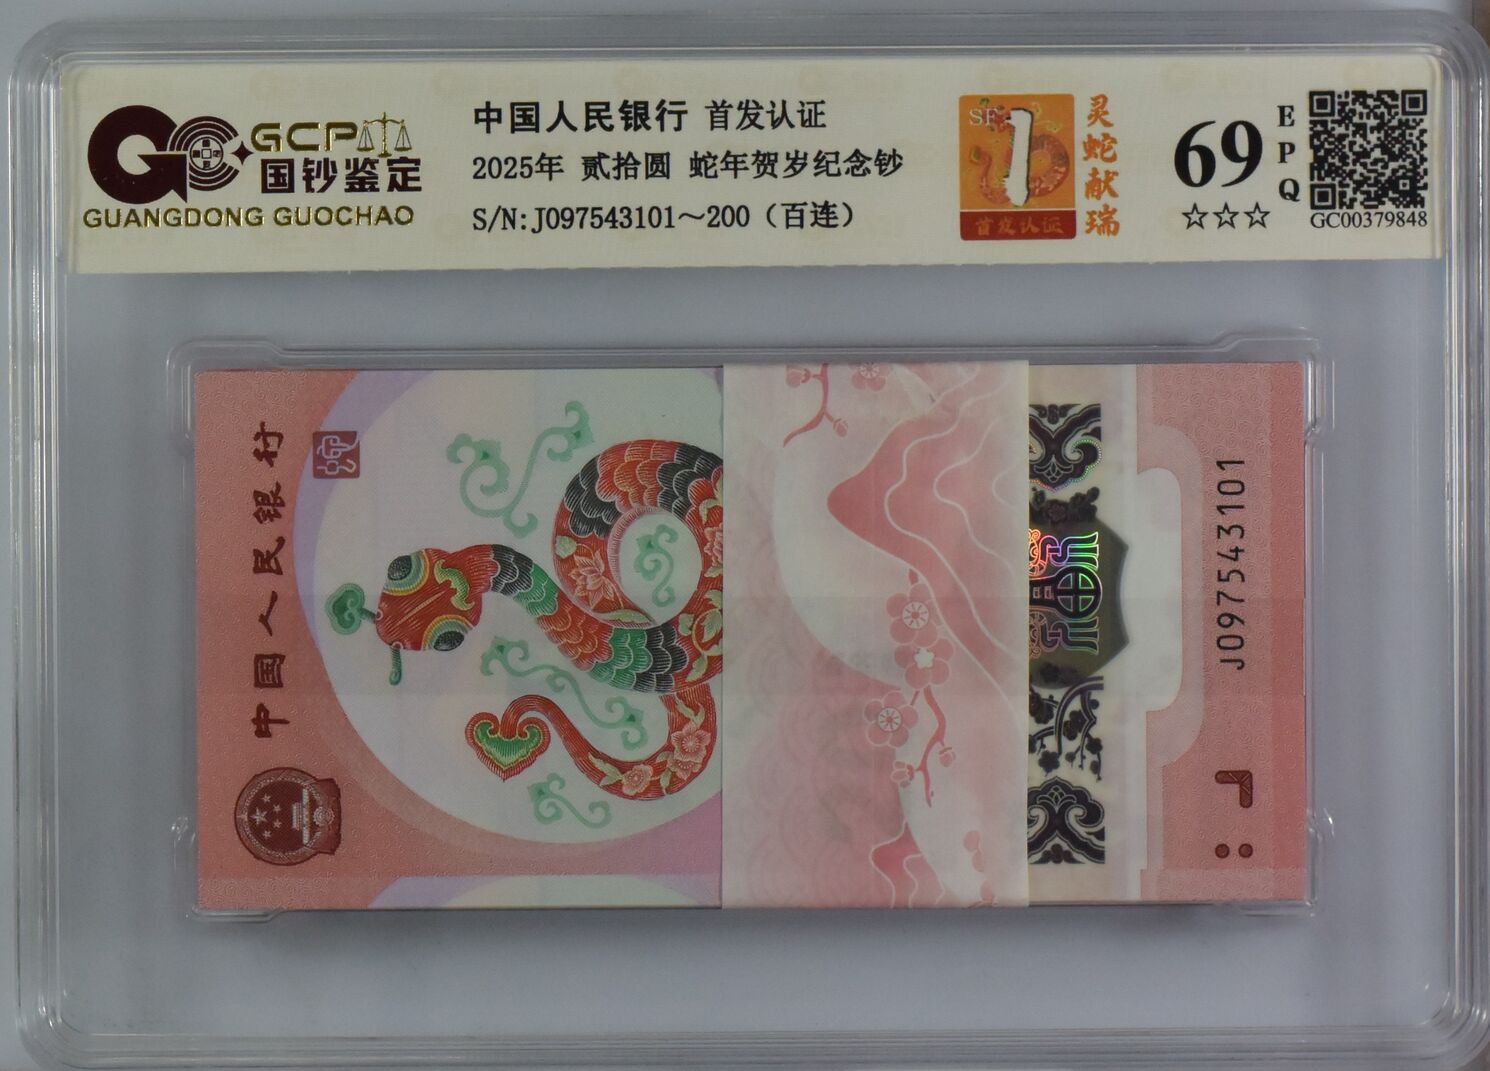 GCP
国钞鉴定
GUANGDONG GUOCHAO
中国人民银行 首发认证
2025年 贰拾圆 蛇年贺岁纪念钞
S/N:J097543101～200（百连）
SF
1
首发认证
灵蛇献瑞
69
☆☆☆
EPQ
GC00379848
中国人民银行
J097543101